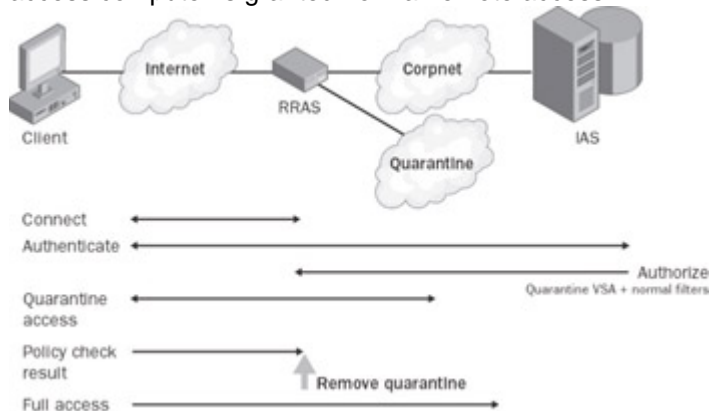 Internet
Corpnet
RRAS
Client
IAS
Quarantine
Connect
Authenticate
Authorize
Quarantine VSA + normal filters
Quarantine
access
Policy check
result
Remove quarantine
Full access